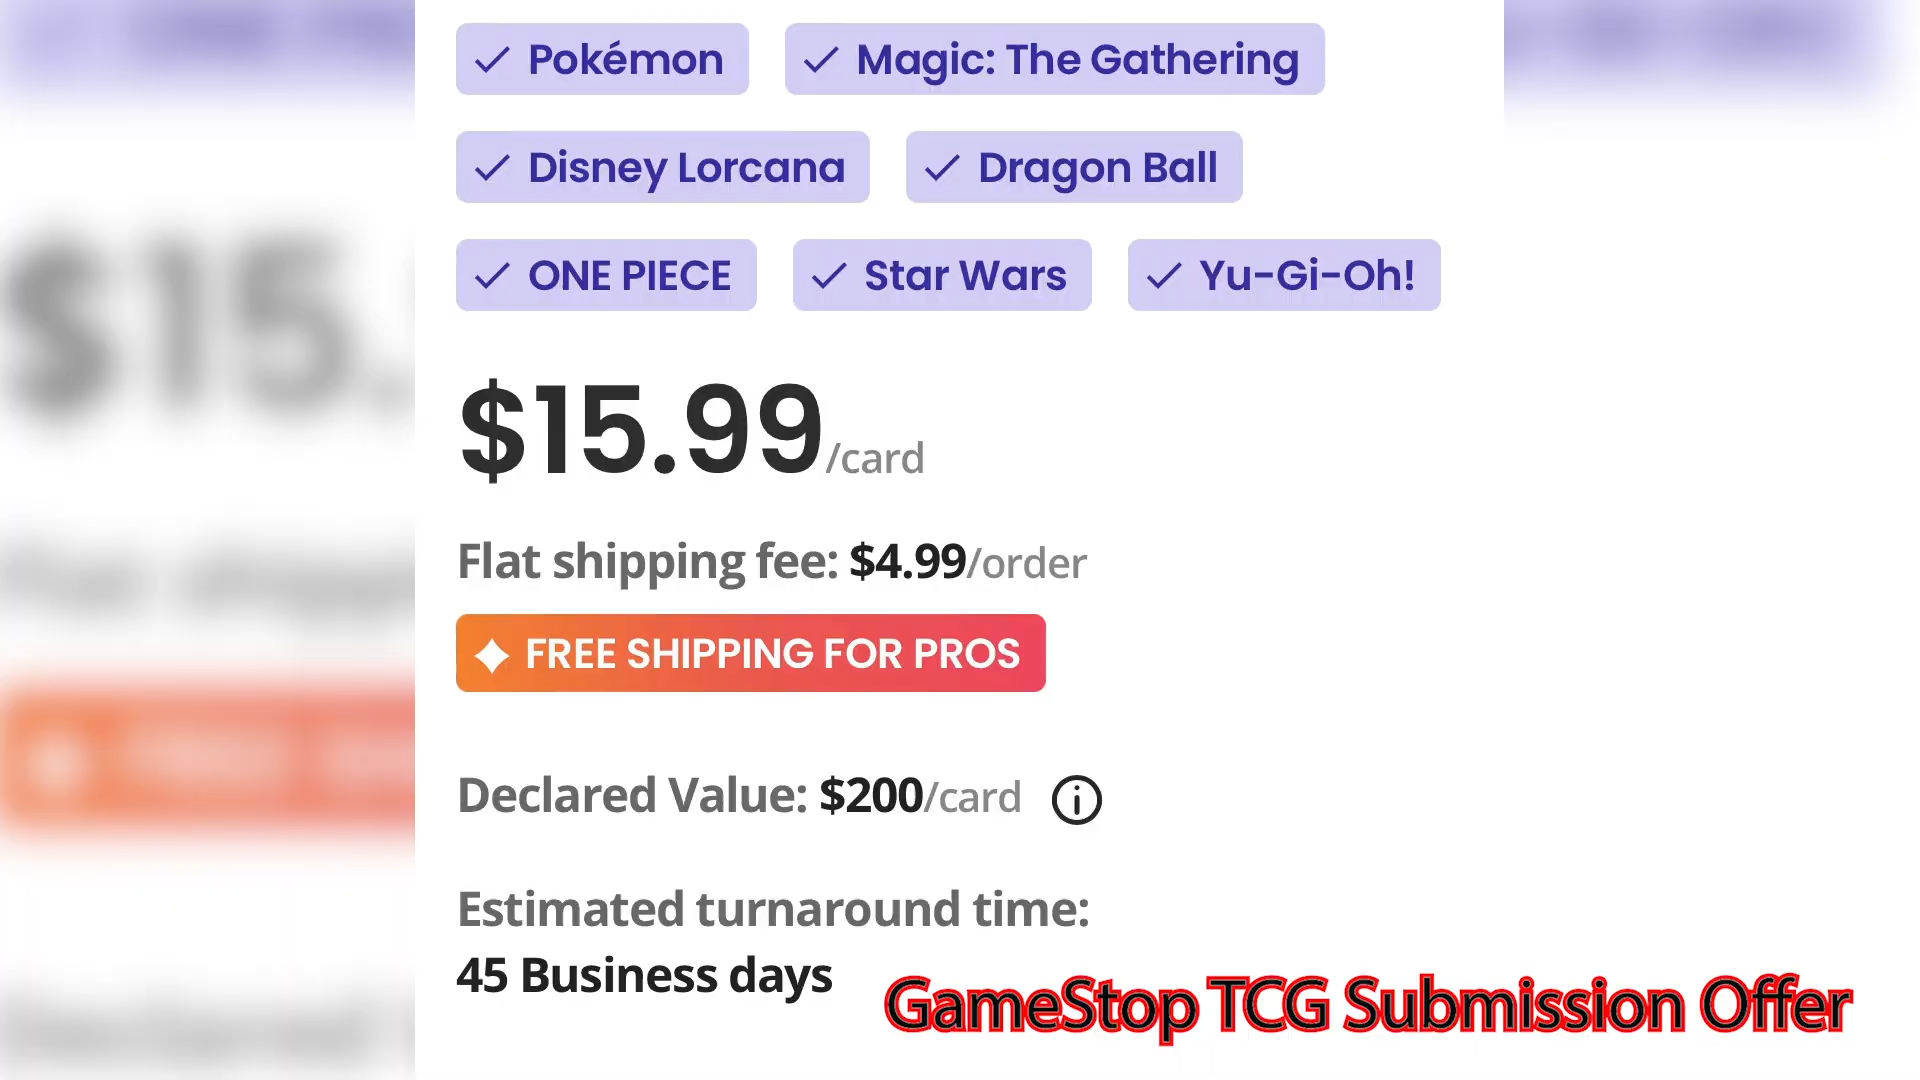 Pokémon Magic: The Gathering
Disney Lorcana Dragon Ball
ONE PIECE Star Wars Yu-Gi-Oh!
$15.99/card
Flat shipping fee: $4.99/order
FREE SHIPPING FOR PROS
Declared Value: $200/card
Estimated turnaround time:
45 Business days
GameStop TCG Submission Offer